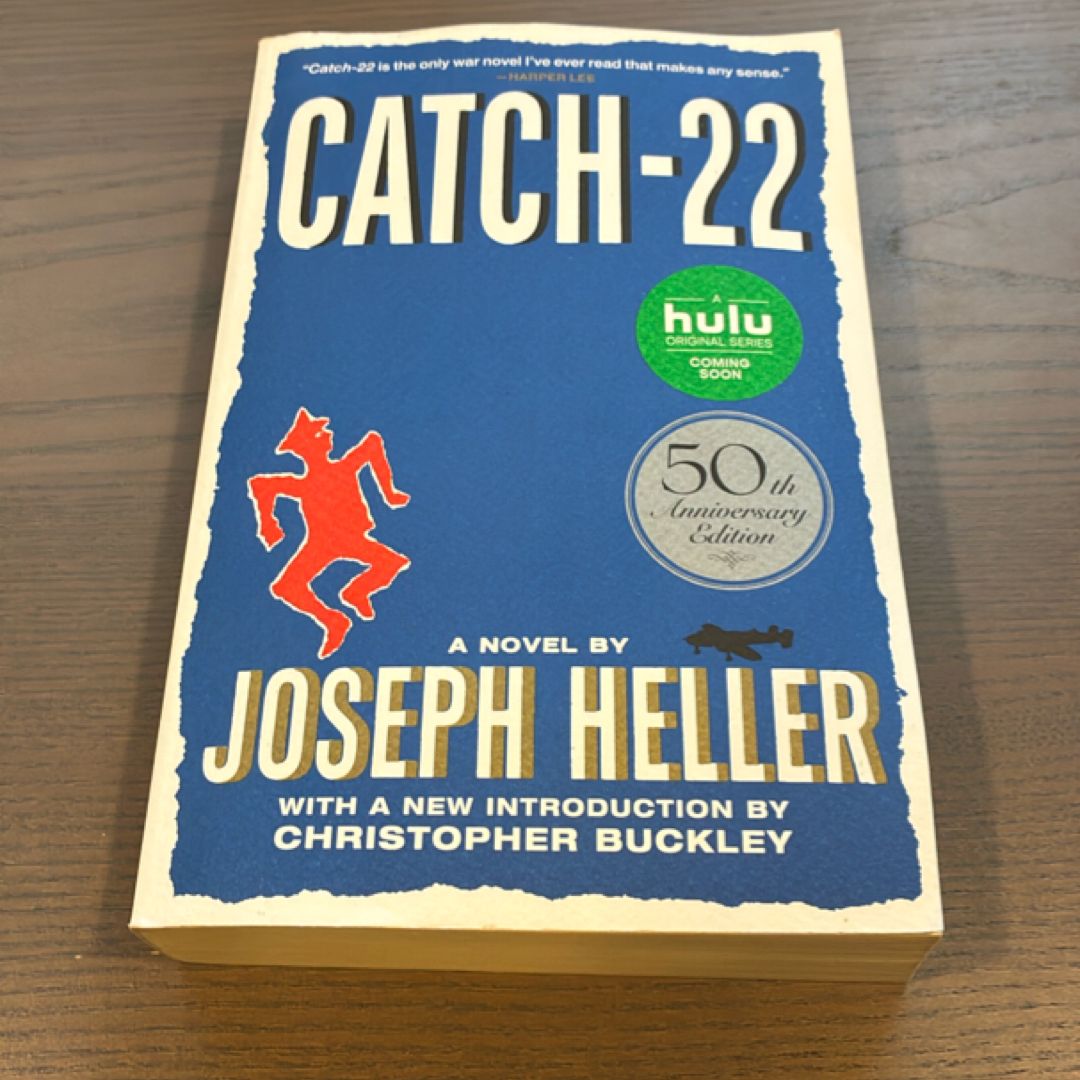 "Catch-22 is the only war novel I've ever read that makes any sense."
—HARPER LEE
CATCH-22
A
hulu
ORIGINAL SERIES
COMING
SOON
50th
Anniversary
Edition
A NOVEL BY
JOSEPH HELLER
WITH A NEW INTRODUCTION BY
CHRISTOPHER BUCKLEY